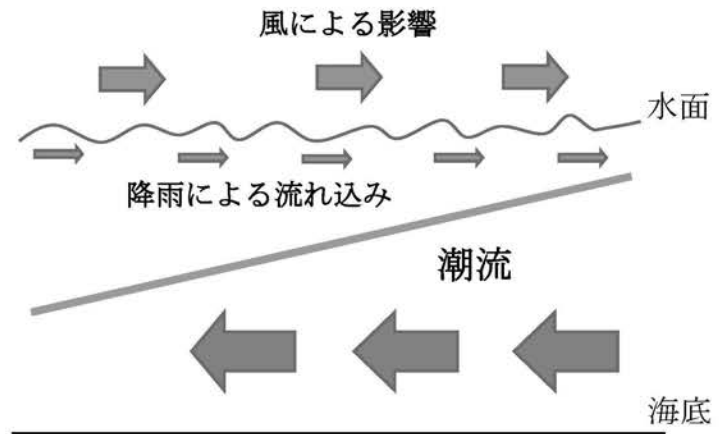 風による影響
水面
降雨による流れ込み
潮流
海底